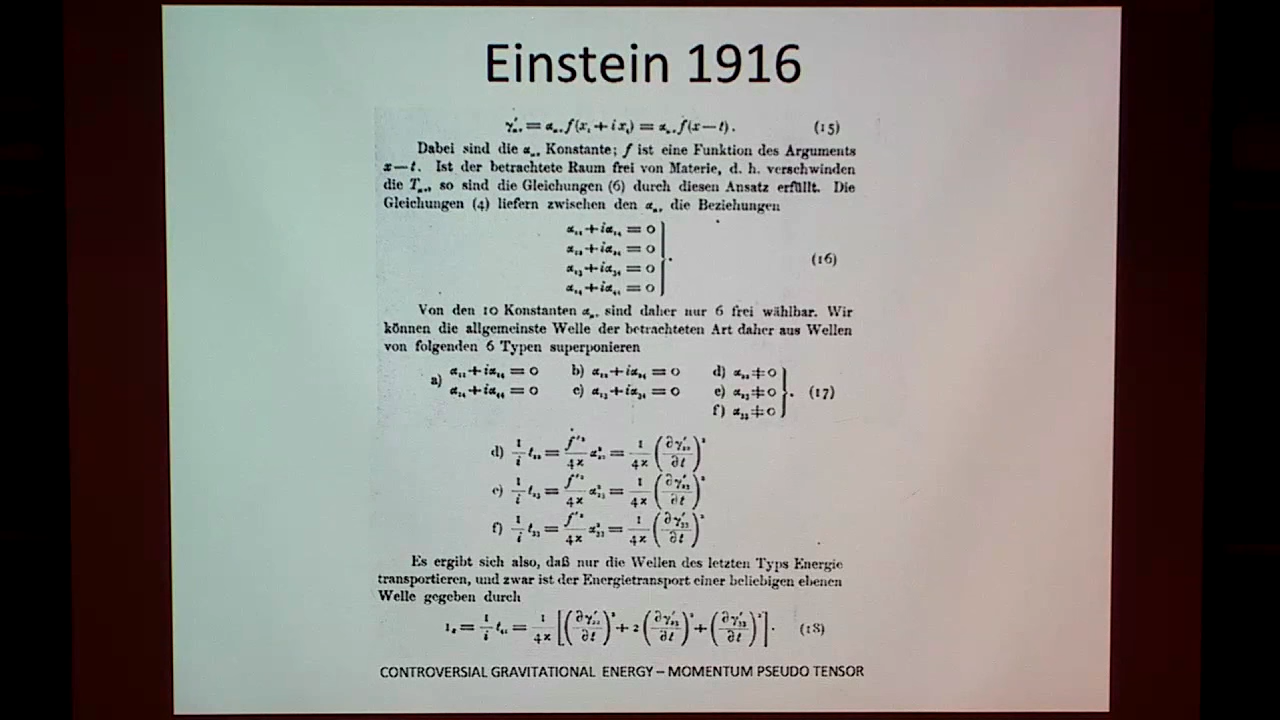 Einstein 1916
γ'μν = αμν f(x₁ + i x₄) = αμν f(x − t). (15)
Dabei sind die αμν Konstante; f ist eine Funktion des Arguments
x − t. Ist der betrachtete Raum frei von Materie, d. h. verschwinden
die Tμν, so sind die Gleichungen (6) durch diesen Ansatz erfüllt. Die
Gleichungen (4) liefern zwischen den αμν die Beziehungen
α₁₁ + iα₁₄ = 0
α₁₂ + iα₂₄ = 0
α₁₃ + iα₃₄ = 0 (16)
α₁₄ + iα₄₄ = 0
Von den 10 Konstanten αμν sind daher nur 6 frei wählbar. Wir
können die allgemeinste Welle der betrachteten Art daher aus Wellen
von folgenden 6 Typen superponieren
a) α₁₁ + iα₁₄ = 0 b) α₁₂ + iα₂₄ = 0 d) α₂₂ ≠ 0
α₁₄ + iα₄₄ = 0 c) α₁₃ + iα₃₄ = 0 e) α₂₃ ≠ 0 (17)
f) α₃₃ ≠ 0
d)
e)
f)
Es ergibt sich also, daß nur die Wellen des letzten Typs Energie
transportieren, und zwar ist der Energietransport einer beliebigen ebenen
Welle gegeben durch
(18)
CONTROVERSIAL GRAVITATIONAL ENERGY – MOMENTUM PSEUDO TENSOR